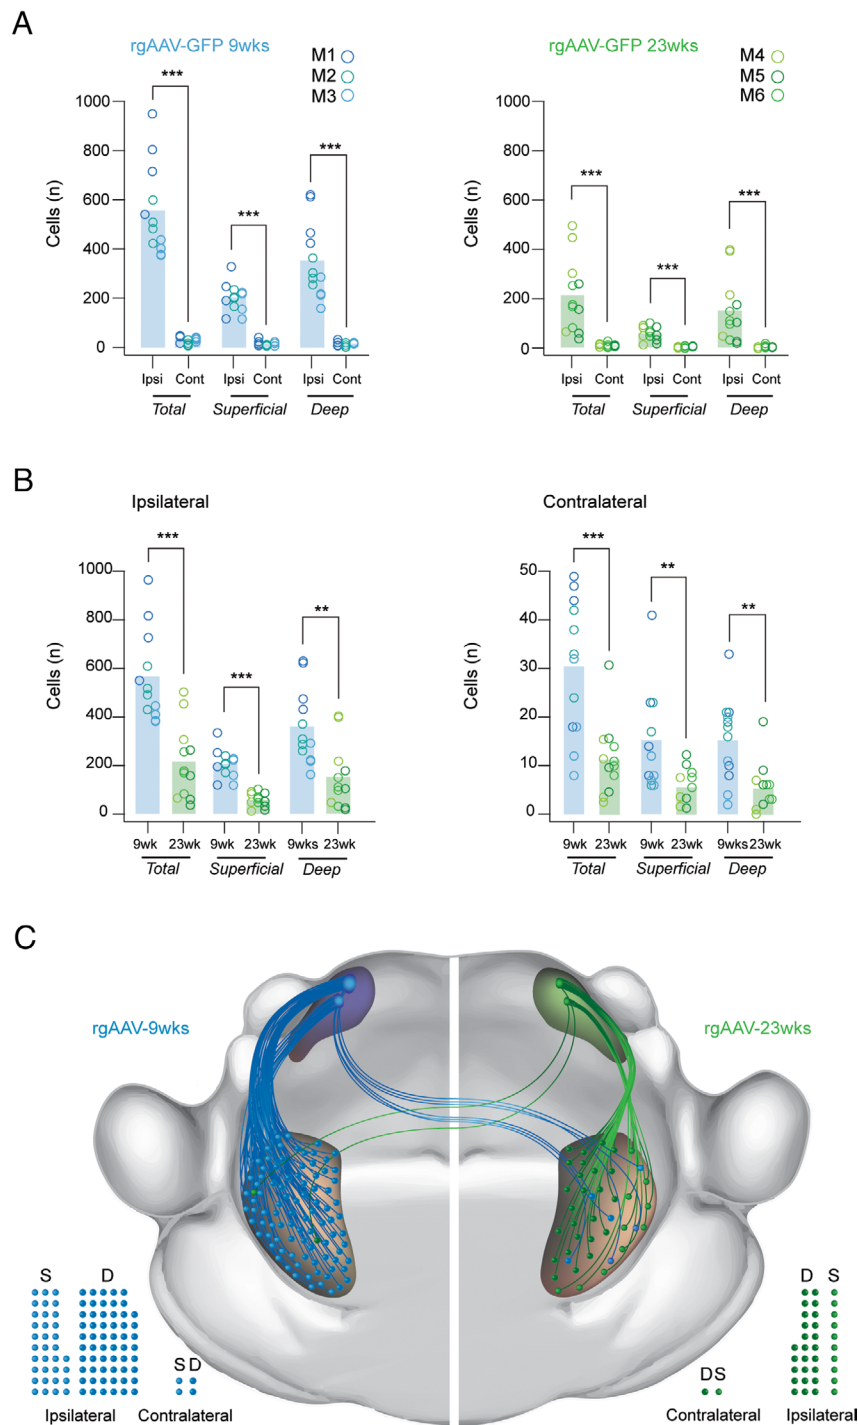 A
rgAAV-GFP 9wks
M1
M2
M3
Cells (n)
1000
800
600
400
200
0
***
***
***
Ipsi Cont Ipsi Cont Ipsi Cont
Total Superficial Deep
rgAAV-GFP 23wks
M4
M5
M6
Cells (n)
1000
800
600
400
200
0
***
***
***
Ipsi Cont Ipsi Cont Ipsi Cont
Total Superficial Deep
B
Ipsilateral
Cells (n)
1000
800
600
400
200
0
***
***
**
9wk 23wk 9wk 23wk 9wks 23wk
Total Superficial Deep
Contralateral
Cells (n)
50
40
30
20
10
0
***
**
**
9wk 23wk 9wk 23wk 9wks 23wk
Total Superficial Deep
C
rgAAV-9wks
rgAAV-23wks
S D
S D
Ipsilateral Contralateral
D S
D S
Contralateral Ipsilateral